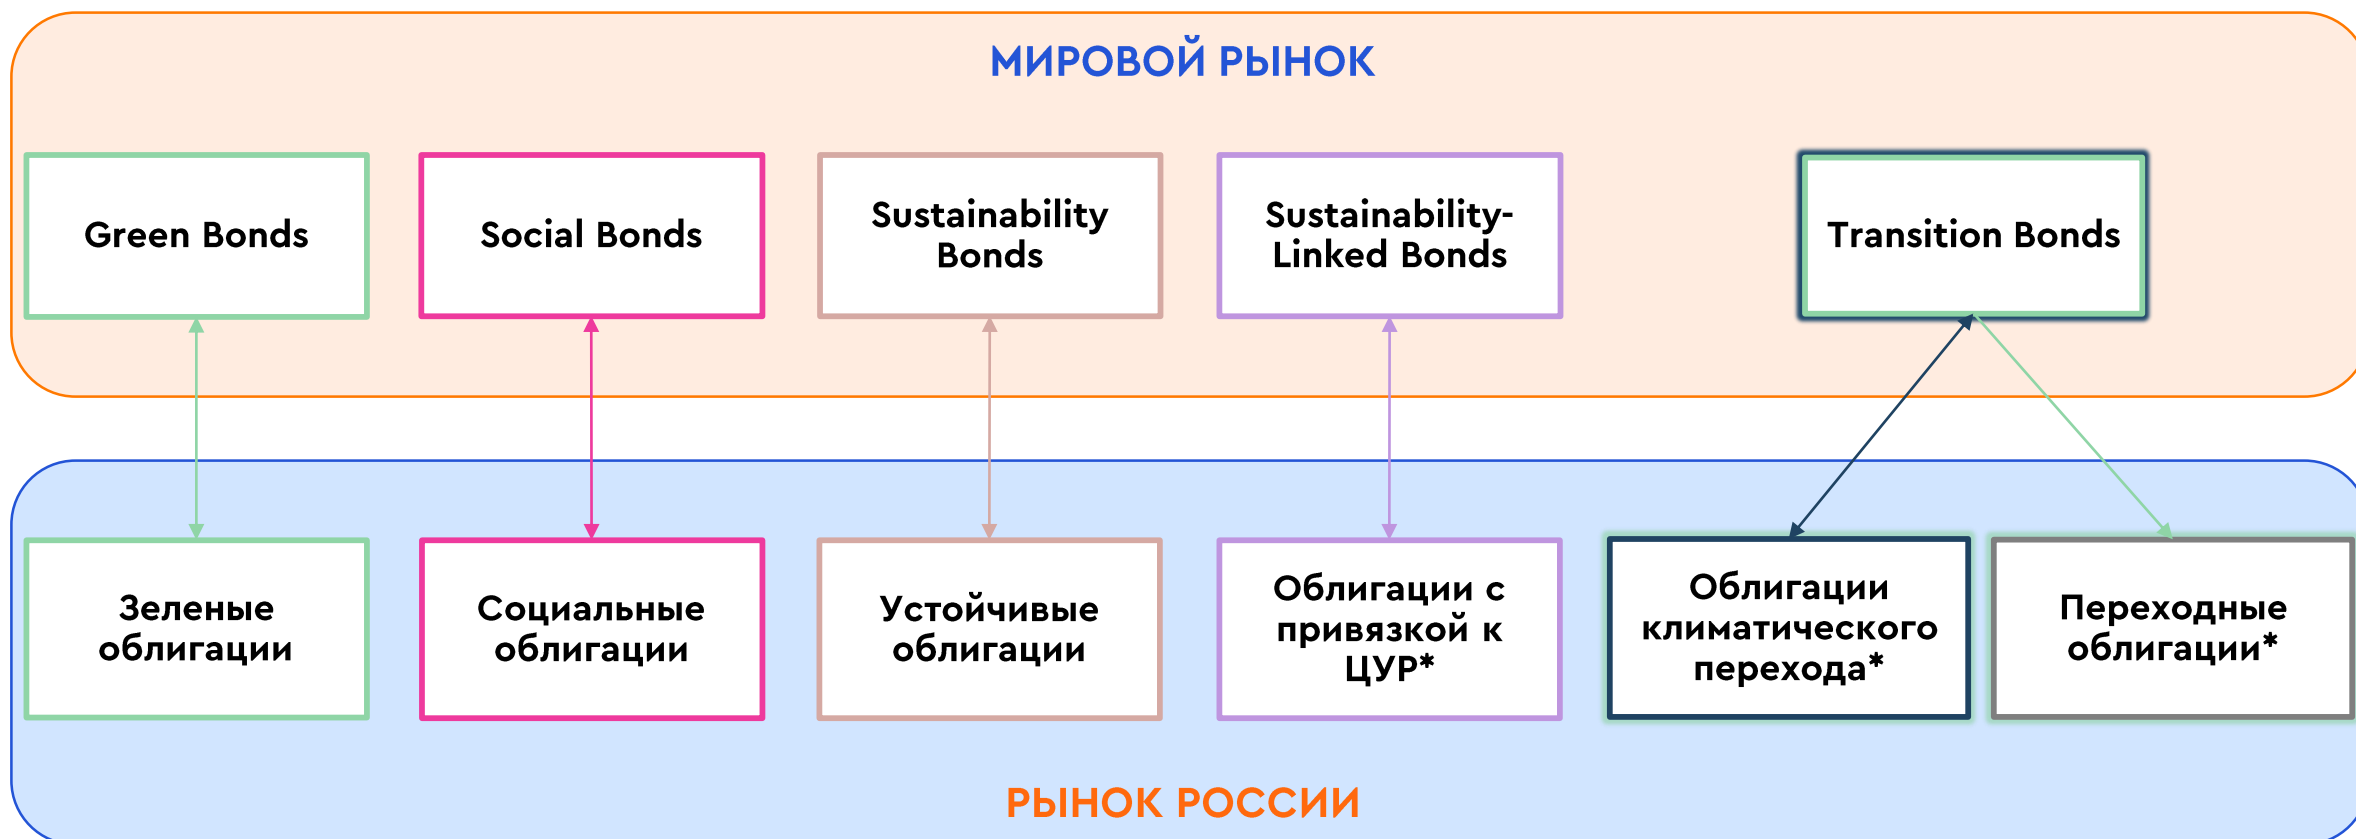 МИРОВОЙ РЫНОК
Green Bonds
Social Bonds
Sustainability
Bonds
Sustainability-
Linked Bonds
Transition Bonds
Зеленые
облигации
Социальные
облигации
Устойчивые
облигации
Облигации с
привязкой к
ЦУР*
Облигации
климатического
перехода*
Переходные
облигации*
РЫНОК РОССИИ